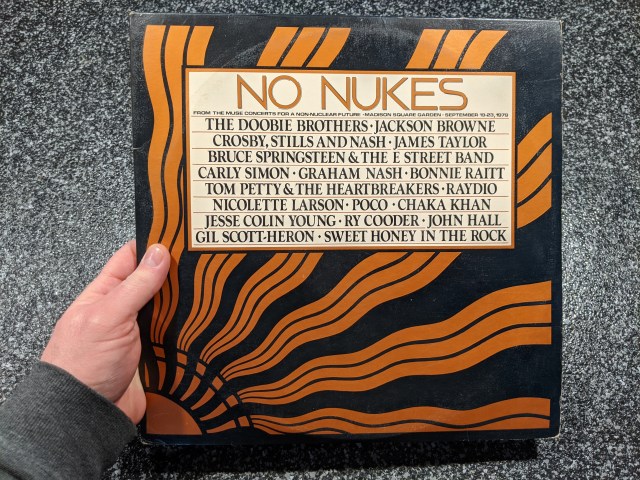 NO NUKES
FROM THE MUSE CONCERTS FOR A NON-NUCLEAR FUTURE · MADISON SQUARE GARDEN · SEPTEMBER 19-23, 1979
THE DOOBIE BROTHERS · JACKSON BROWNE
CROSBY, STILLS AND NASH · JAMES TAYLOR
BRUCE SPRINGSTEEN & THE E STREET BAND
CARLY SIMON · GRAHAM NASH · BONNIE RAITT
TOM PETTY & THE HEARTBREAKERS · RAYDIO
NICOLETTE LARSON · POCO · CHAKA KHAN
JESSE COLIN YOUNG · RY COODER · JOHN HALL
GIL SCOTT-HERON · SWEET HONEY IN THE ROCK